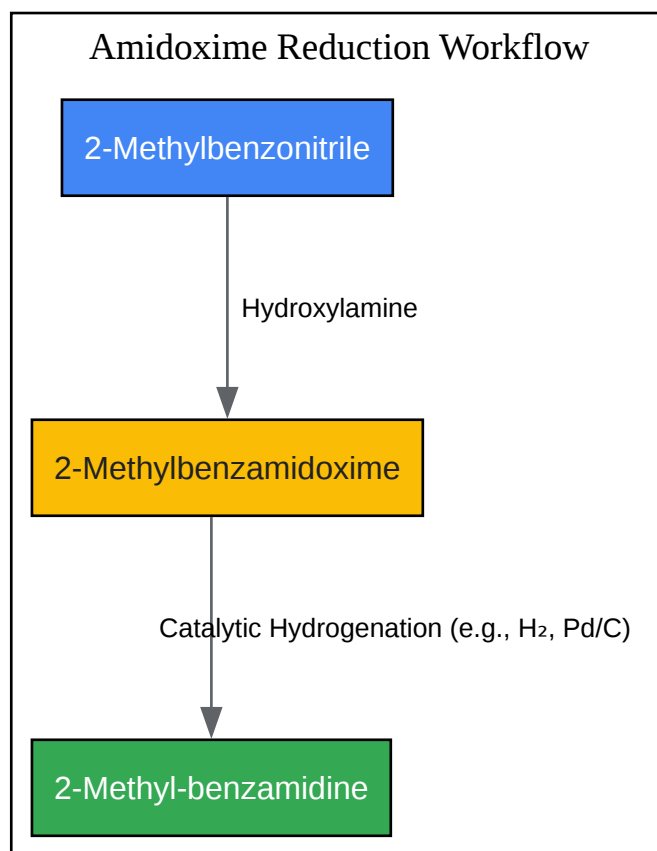 Amidoxime Reduction Workflow
2-Methylbenzonitrile
Hydroxylamine
2-Methylbenzamidoxime
Catalytic Hydrogenation (e.g., H₂, Pd/C)
2-Methyl-benzamidine